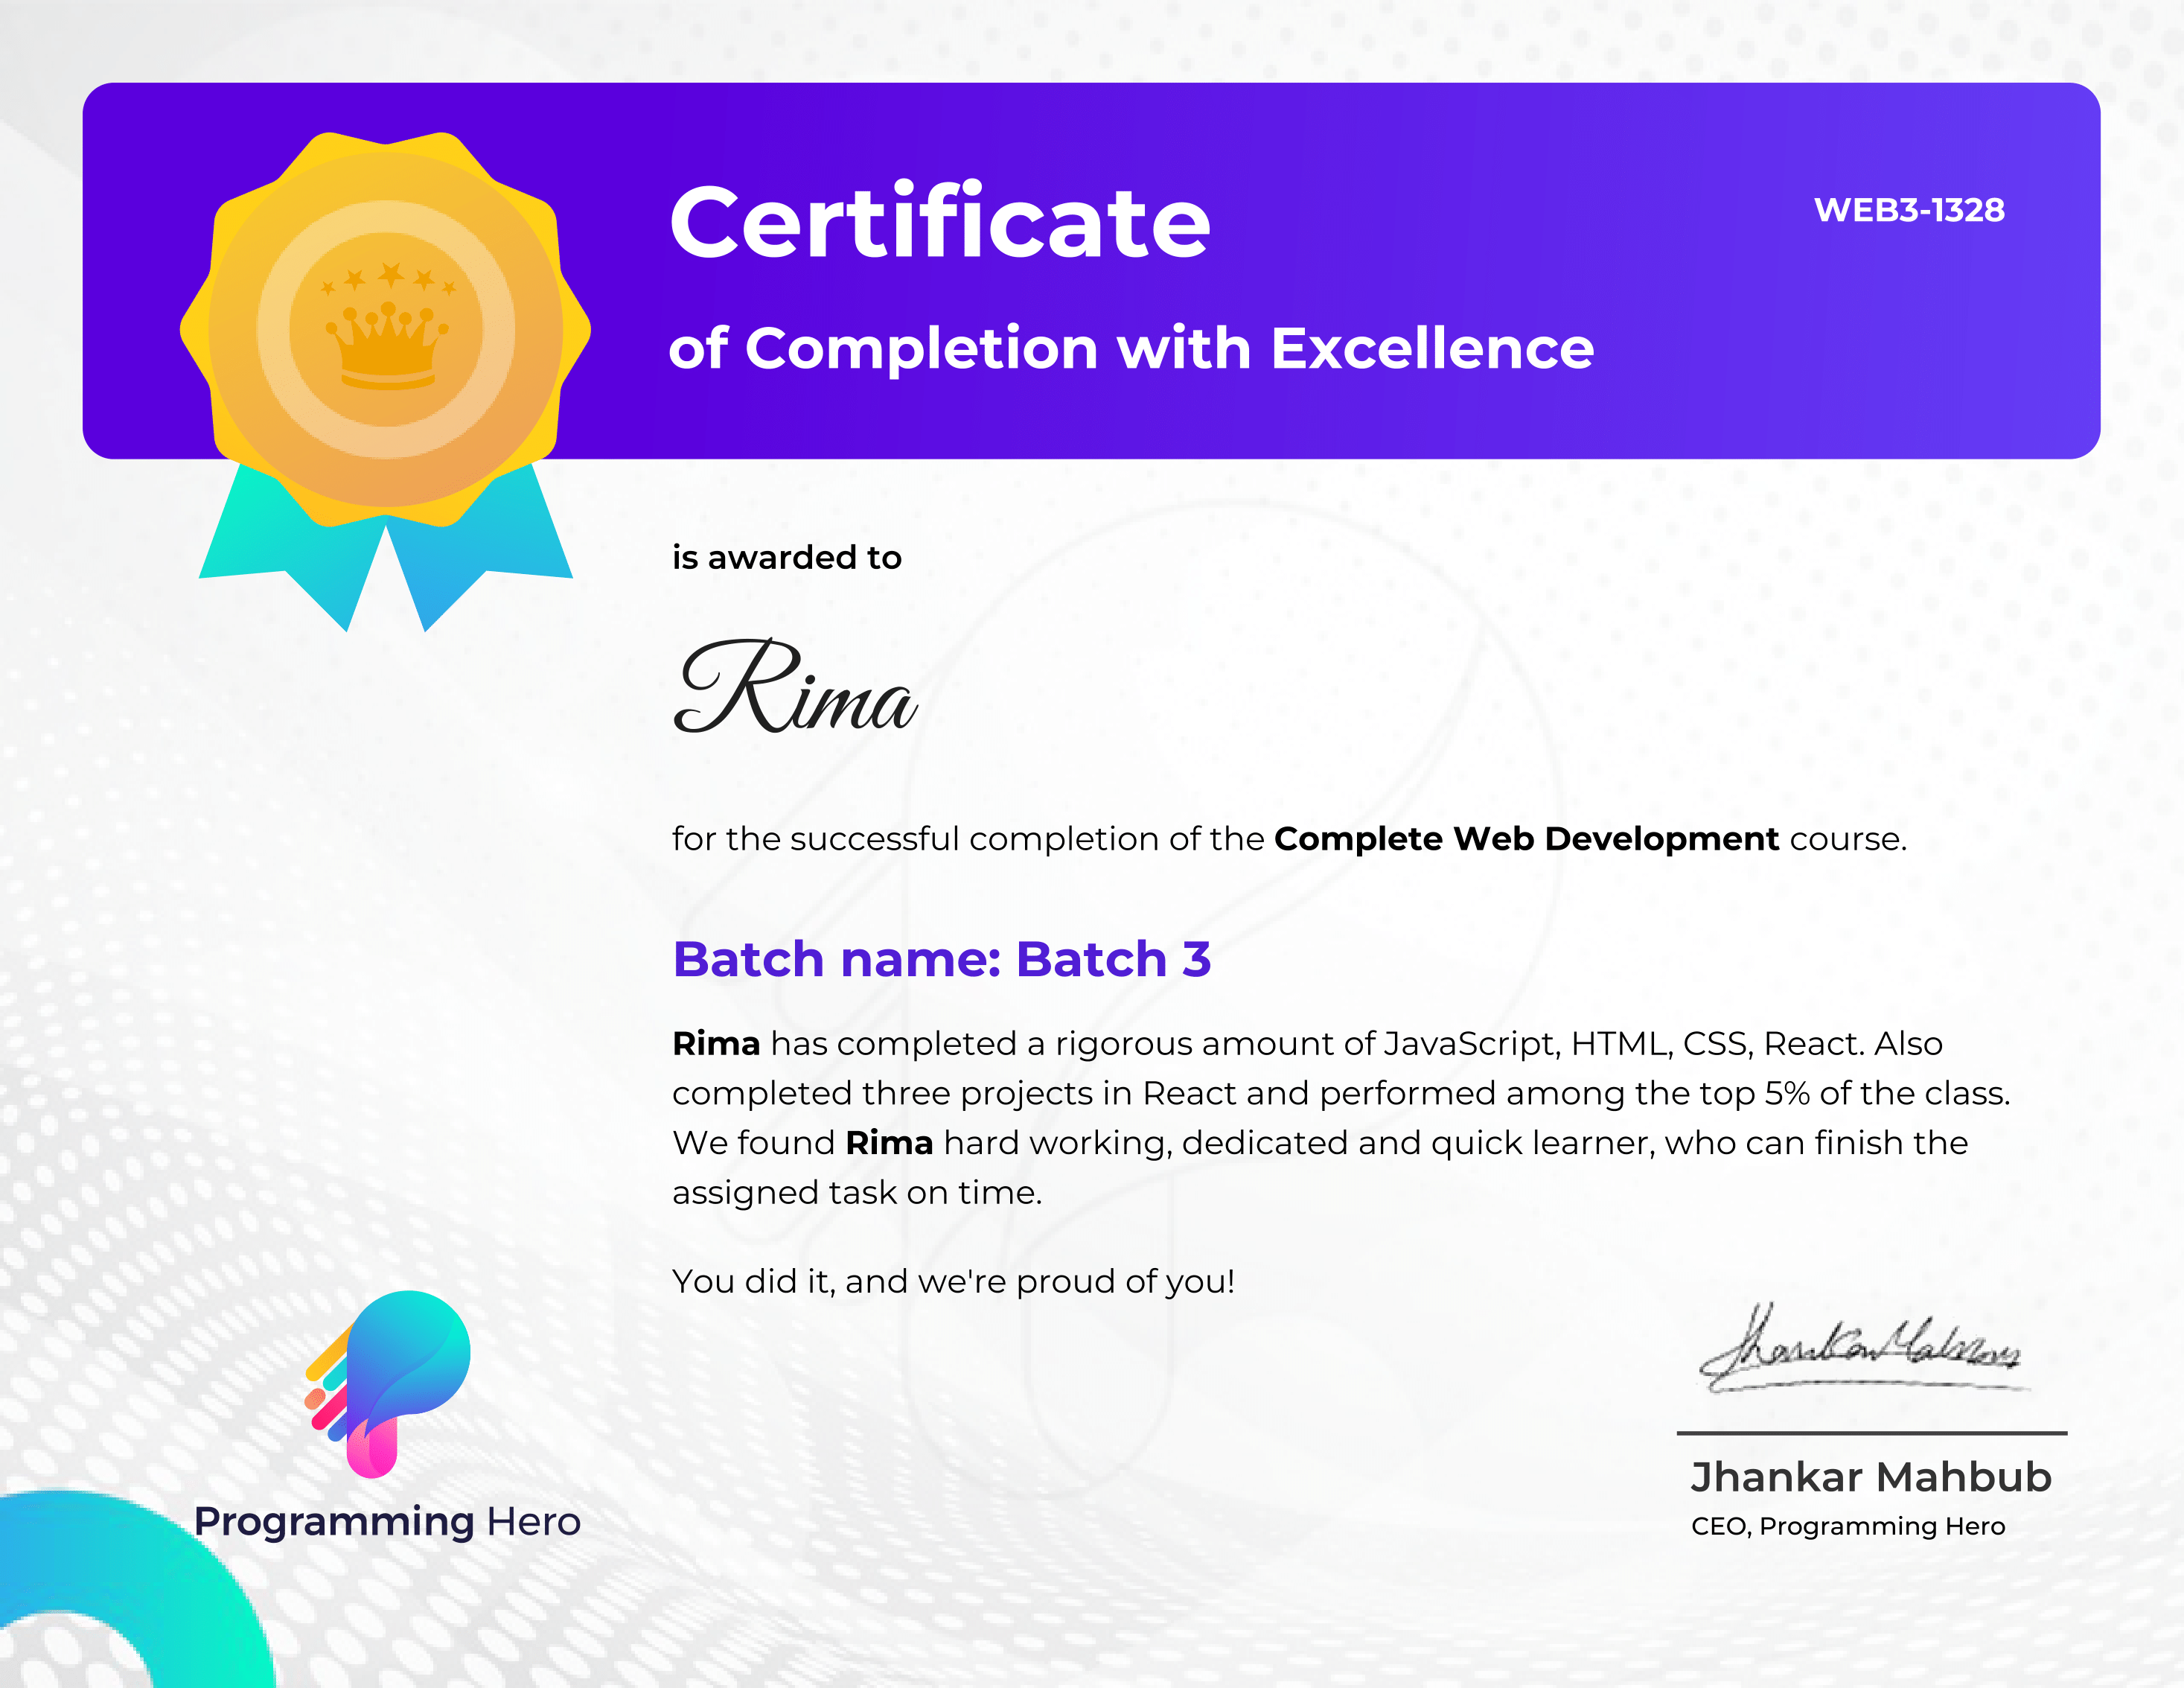 Certificate
WEB3-1328
of Completion with Excellence
is awarded to
Rima
for the successful completion of the Complete Web Development course.
Batch name: Batch 3
Rima has completed a rigorous amount of JavaScript, HTML, CSS, React. Also
completed three projects in React and performed among the top 5% of the class.
We found Rima hard working, dedicated and quick learner, who can finish the
assigned task on time.
You did it, and we're proud of you!
Jhankar Mahbub
Jhankar Mahbub
CEO, Programming Hero
Programming Hero